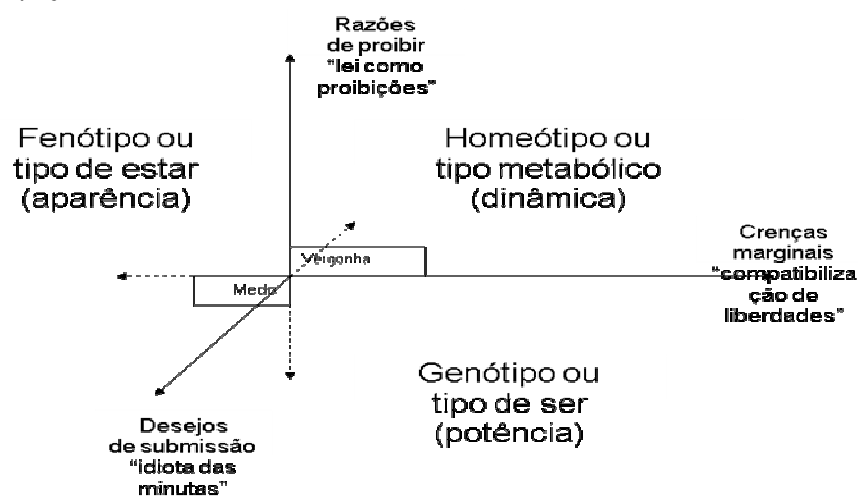 Razões
de proibir
"lei como
proibições"
Fenótipo ou
tipo de estar
(aparência)
Homeótipo ou
tipo metabólico
(dinâmica)
Vergonha
Medo
Crenças
marginais
"compatibiliza
ção de
liberdades"
Genótipo ou
tipo de ser
(potência)
Desejos
de submissão
"idiota das
minutas"